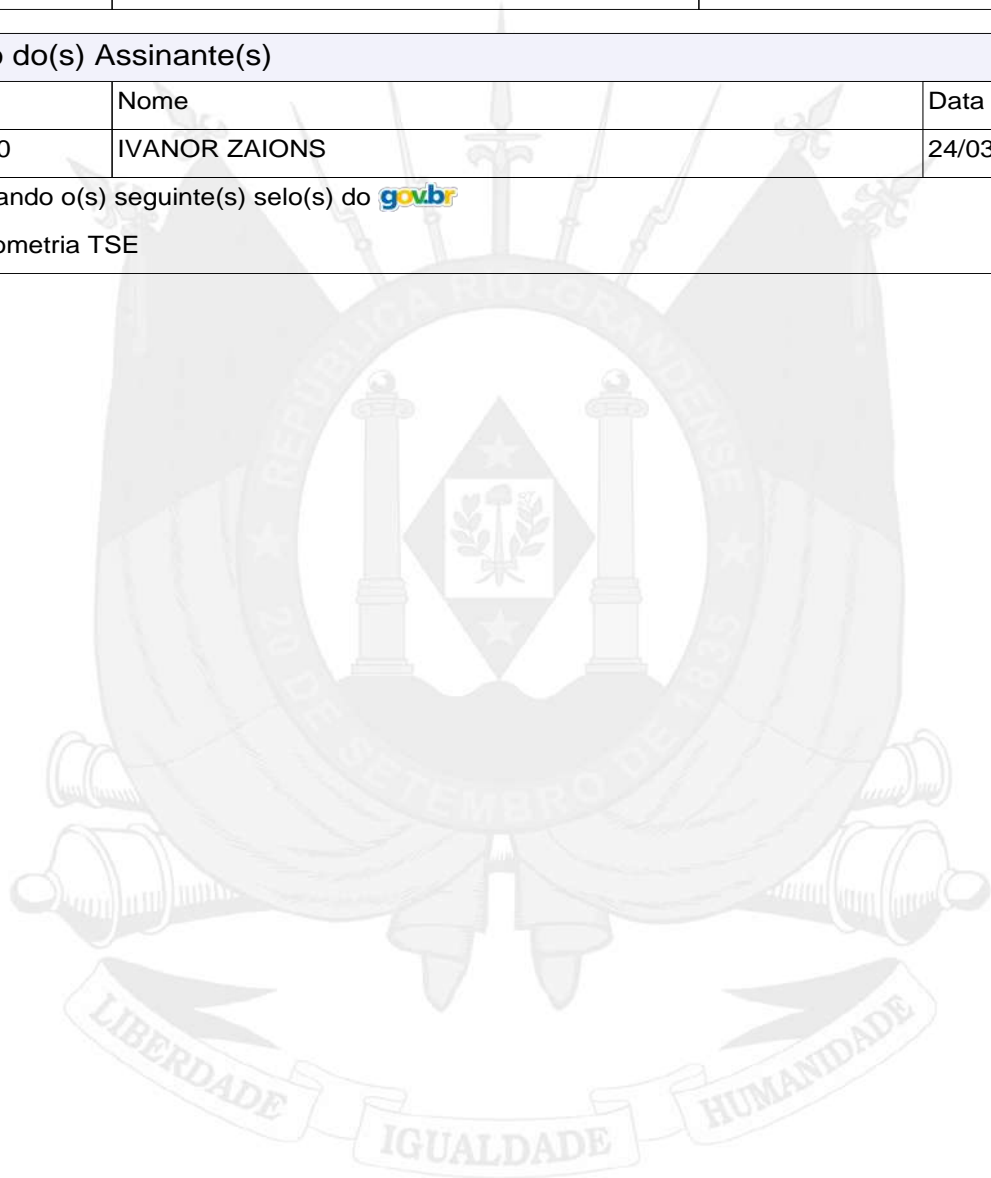 o do(s) Assinante(s)
Nome Data
0 IVANOR ZAIONS 24/03
ando o(s) seguinte(s) selo(s) do gov.br
ometria TSE
REPÚBLICA RIO-GRANDENSE
20 DE SETEMBRO DE 1835
LIBERDADE IGUALDADE HUMANIDADE